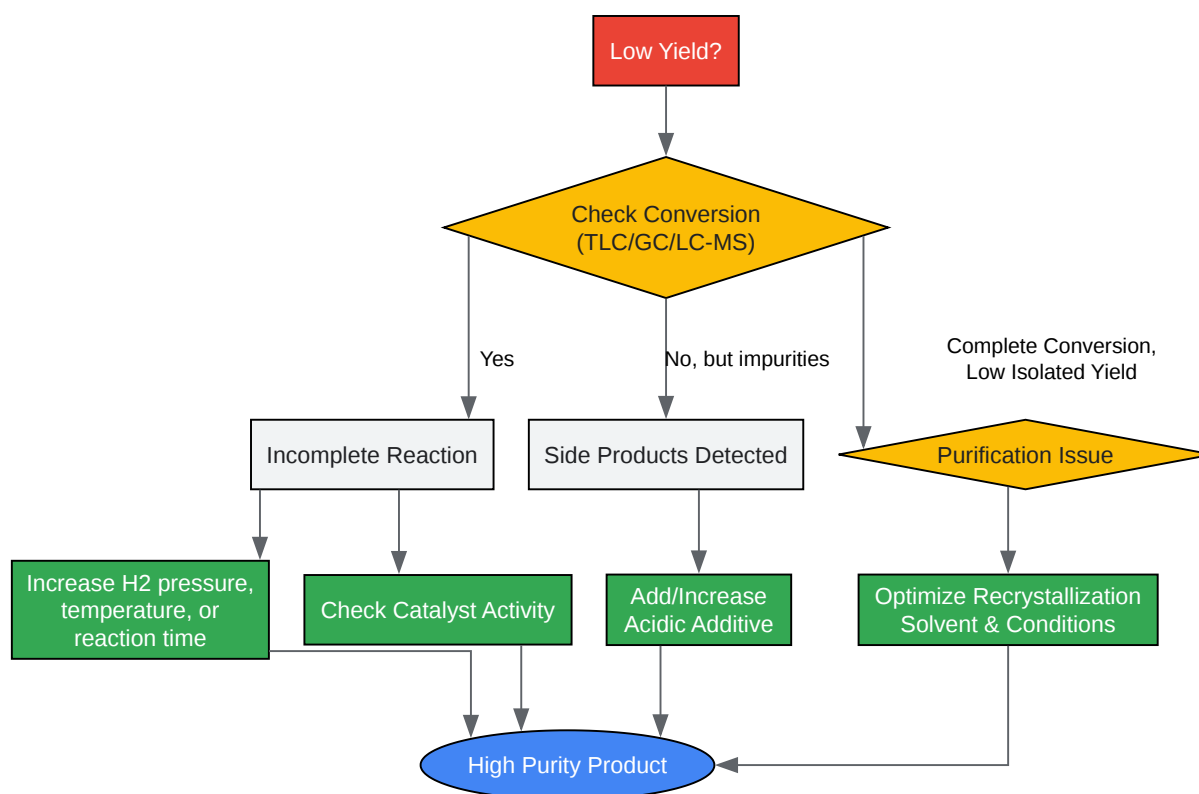 Low Yield?
Check Conversion
(TLC/GC/LC-MS)
Yes
No, but impurities
Complete Conversion,
Low Isolated Yield
Incomplete Reaction
Side Products Detected
Purification Issue
Increase H2 pressure,
temperature, or
reaction time
Check Catalyst Activity
Add/Increase
Acidic Additive
Optimize Recrystallization
Solvent & Conditions
High Purity Product